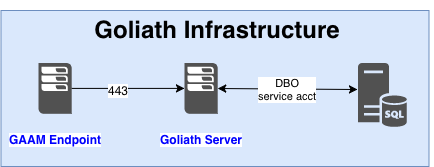 Goliath Infrastructure
443
DBO
service acct
SQL
GAAM Endpoint
Goliath Server